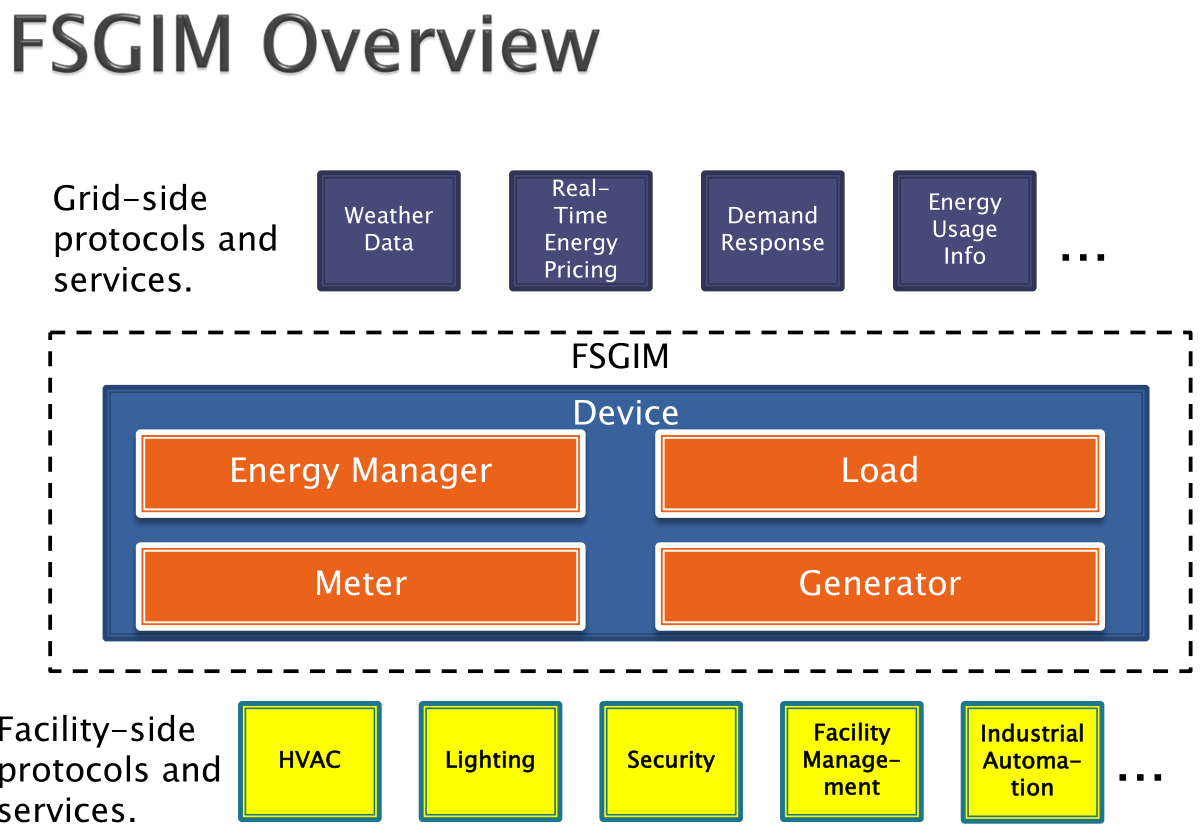 FSGIM Overview
Grid-side
protocols and
services.
Weather
Data
Real-
Time
Energy
Pricing
Demand
Response
Energy
Usage
Info
...
FSGIM
Device
Energy Manager
Load
Meter
Generator
Facility-side
protocols and
services.
HVAC
Lighting
Security
Facility
Manage-
ment
Industrial
Automa-
tion
...